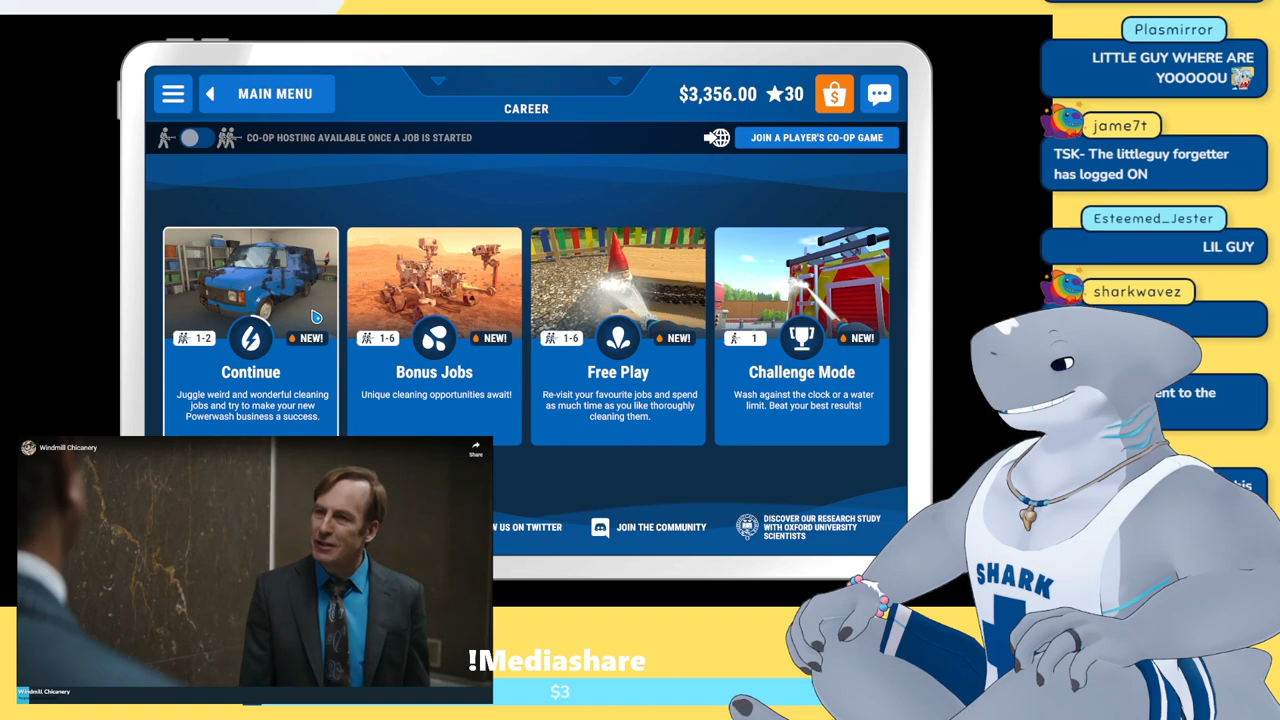 MAIN MENU
CAREER
$3,356.00 ★30
CO-OP HOSTING AVAILABLE ONCE A JOB IS STARTED
JOIN A PLAYER'S CO-OP GAME
1-2
NEW!
Continue
Juggle weird and wonderful cleaning
jobs and try to make your new
Powerwash business a success.
1-6
NEW!
Bonus Jobs
Unique cleaning opportunities await!
1-6
NEW!
Free Play
Re-visit your favourite jobs and spend
as much time as you like thoroughly
cleaning them.
1
NEW!
Challenge Mode
Wash against the clock or a water
limit. Beat your best results!
W US ON TWITTER
JOIN THE COMMUNITY
DISCOVER OUR RESEARCH STUDY
WITH OXFORD UNIVERSITY
SCIENTISTS
Windmill Chicanery
Share
Windmill Chicanery
!Mediashare
$3
Plasmirror
LITTLE GUY WHERE ARE
YOOOOOU
jame7t
TSK- The littleguy forgetter
has logged ON
Esteemed_Jester
LIL GUY
sharkwavez
ent to the
his
SHARK